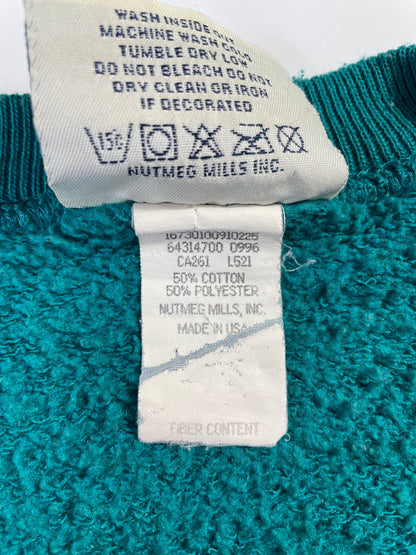 WASH INSIDE OUT
MACHINE WASH COLD
TUMBLE DRY LOW
DO NOT BLEACH DO NOT
DRY CLEAN OR IRON
IF DECORATED
15c
NUTMEG MILLS INC.
16730100910225
64314700 0996
CA261 L521
50% COTTON
50% POLYESTER
NUTMEG MILLS, INC.
MADE IN USA
FIBER CONTENT